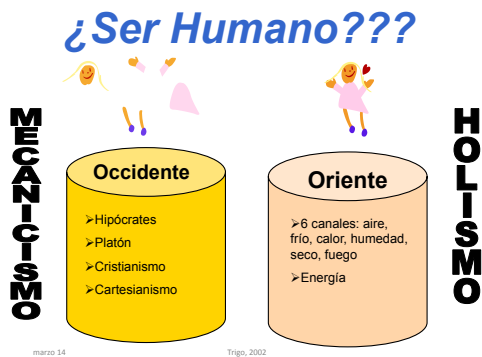 ¿Ser Humano???
MECANICISMO
Occidente
➢Hipócrates
➢Platón
➢Cristianismo
➢Cartesianismo
Oriente
➢6 canales: aire,
frío, calor, humedad,
seco, fuego
➢Energía
HOLISMO
marzo 14
Trigo, 2002